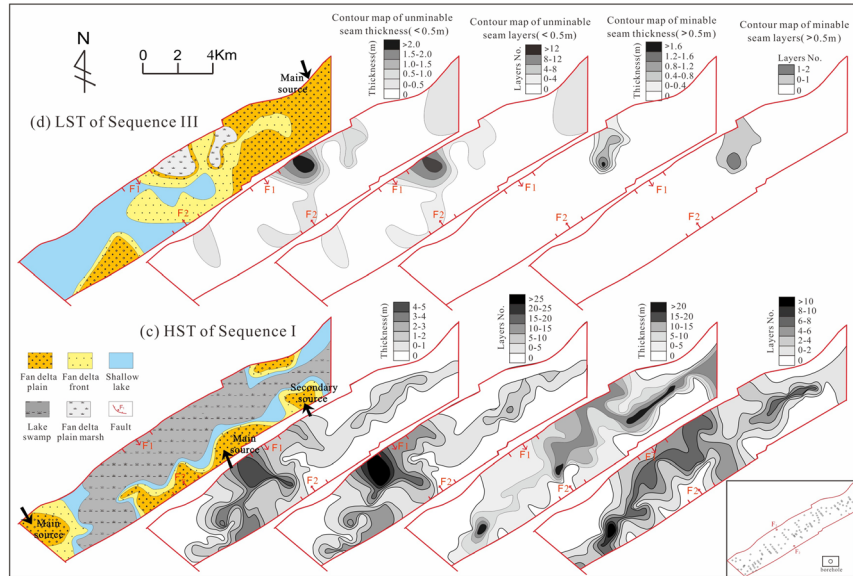 N
0 2 4Km
Main
source
(d) LST of Sequence III
Contour map of unminable
seam thickness(<0.5m)
Thickness(m)
>2.0
1.5-2.0
1.0-1.5
0.5-1.0
0-0.5
0
Contour map of unminable
seam layers(<0.5m)
Layers No.
>12
8-12
4-8
0-4
0
Contour map of minable
seam thickness(>0.5m)
Thickness(m)
>1.6
1.2-1.6
0.8-1.2
0.4-0.8
0-0.4
0
Contour map of minable
seam layers(>0.5m)
Layers No.
1-2
0-1
0
F1
F2
F1
F2
F1
F2
F1
F2
(c) HST of Sequence I
Thickness(m)
4-5
3-4
2-3
1-2
0-1
0
Layers No.
>25
20-25
15-20
10-15
5-10
0-5
0
Thickness(m)
>20
15-20
10-15
5-10
0-5
0
Layers No.
>10
8-10
6-8
4-6
2-4
0-2
0
Fan delta
plain
Fan delta
front
Shallow
lake
Lake
swamp
Fan delta
plain marsh
Fault
Secondary
source
Main
source
Main
source
F1
F1
F2
F1
F2
F1
F2
borehole